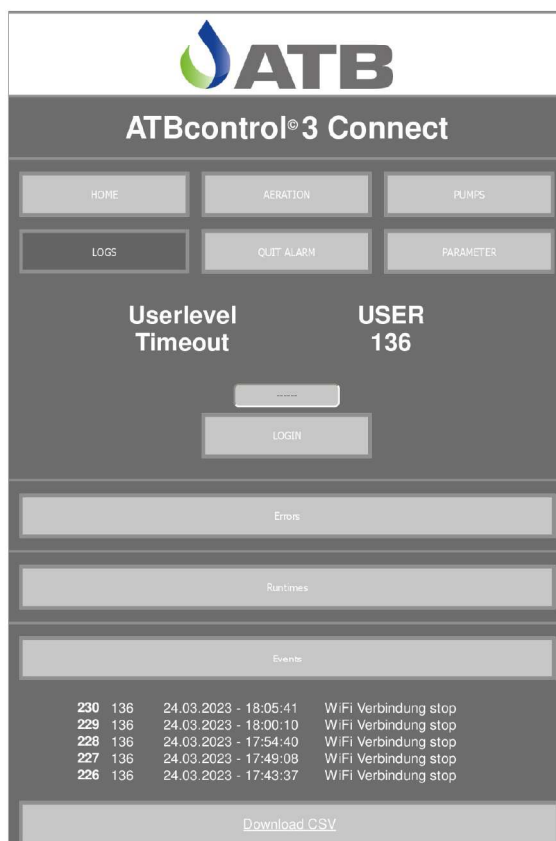 ATB
ATBcontrol©3 Connect
HOME AERATION PUMPS
LOGS QUIT ALARM PARAMETER
Userlevel USER
Timeout 136
------
LOGIN
Errors
Runtimes
Events
230 136 24.03.2023 - 18:05:41 WiFi Verbindung stop
229 136 24.03.2023 - 18:00:10 WiFi Verbindung stop
228 136 24.03.2023 - 17:54:40 WiFi Verbindung stop
227 136 24.03.2023 - 17:49:08 WiFi Verbindung stop
226 136 24.03.2023 - 17:43:37 WiFi Verbindung stop
Download CSV